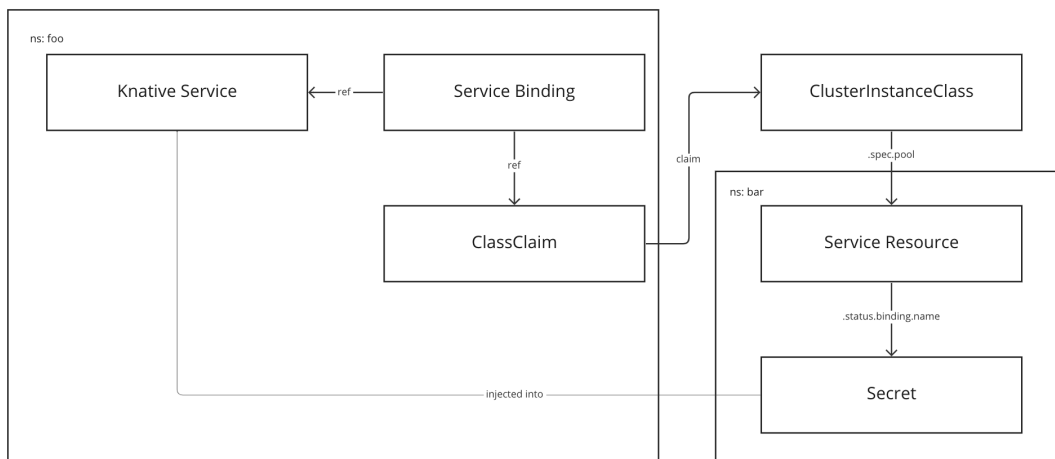 ns: foo
Knative Service
ref
Service Binding
ClusterInstanceClass
ref
claim
.spec.pool
ns: bar
ClassClaim
Service Resource
.status.binding.name
injected into
Secret